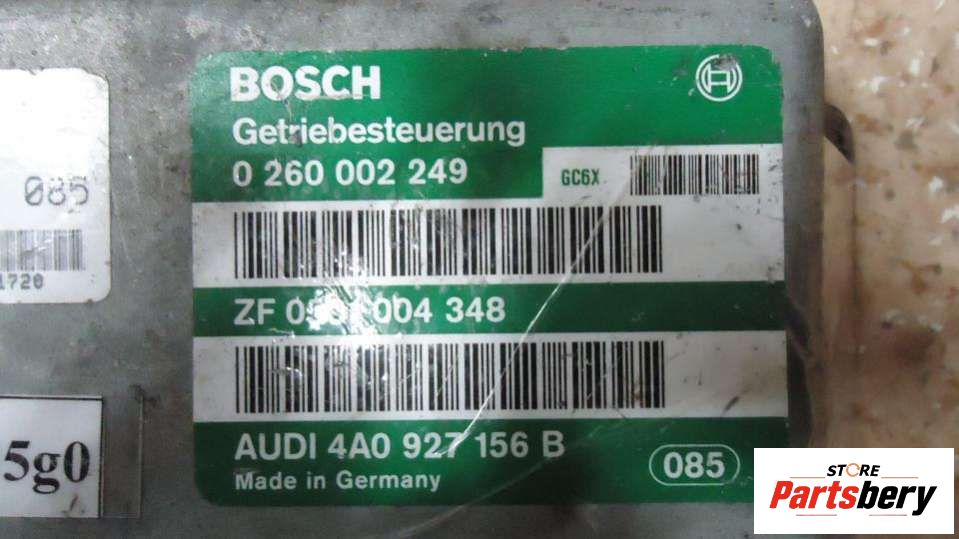 BOSCH
Getriebesteuerung
0 260 002 249
GC6X
ZF 004 348
AUDI 4A0 927 156 B
Made in Germany
085
085
1720
5g0
STORE
Partsbery